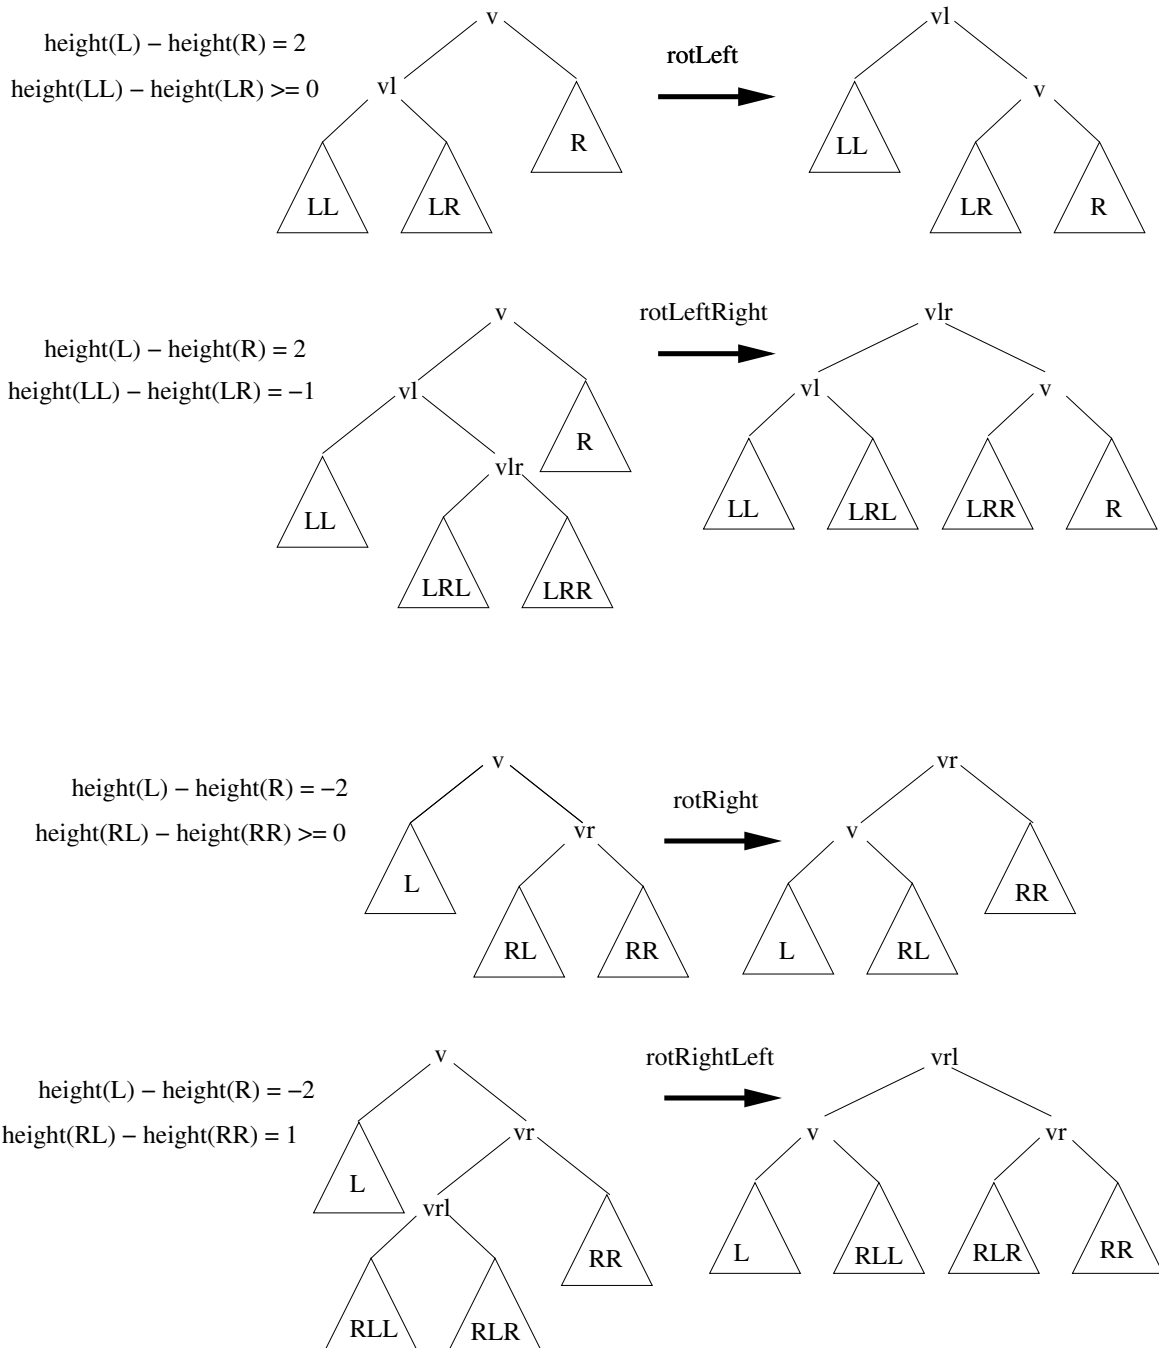 v
vl
height(L) − height(R) = 2
rotLeft
height(LL) − height(LR) >= 0
vl
v
R
LL
LL
LR
LR
R
rotLeftRight
v
vlr
height(L) − height(R) = 2
height(LL) − height(LR) = −1
vl
vl
v
R
vlr
LL
LL
LRL
LRR
R
LRL
LRR
v
vr
height(L) − height(R) = −2
rotRight
height(RL) − height(RR) >= 0
vr
v
L
RR
RL
RR
L
RL
v
rotRightLeft
vrl
height(L) − height(R) = −2
height(RL) − height(RR) = 1
vr
v
vr
L
vrl
RR
L
RLL
RLR
RR
RLL
RLR